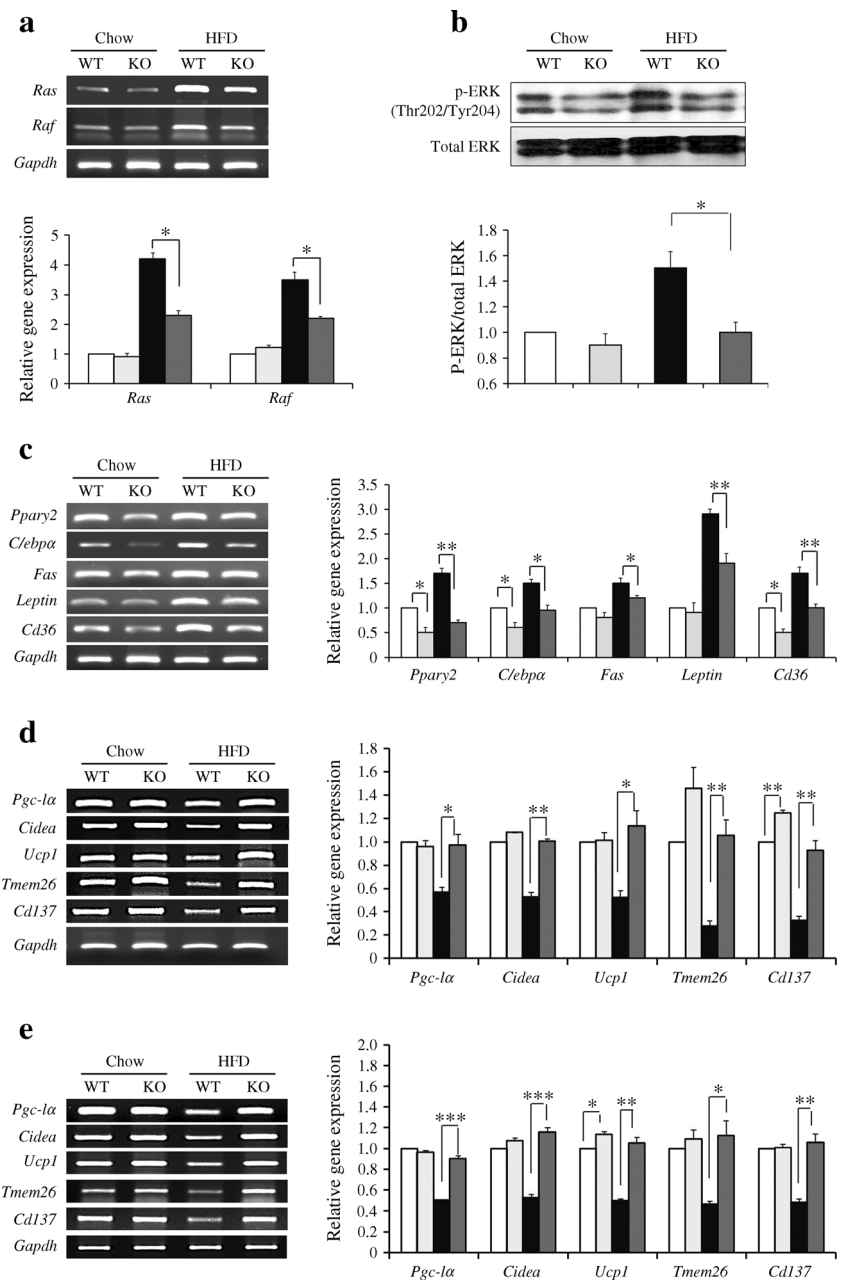 a
Chow HFD
WT KO WT KO
Ras
Raf
Gapdh
Relative gene expression
5
4
3
2
1
0
* *
Ras Raf
b
Chow HFD
WT KO WT KO
p-ERK
(Thr202/Tyr204)
Total ERK
P-ERK/total ERK
1.8
1.6
1.4
1.2
1.0
0.8
0.6
*
c
Chow HFD
WT KO WT KO
Ppary2
C/ebpα
Fas
Leptin
Cd36
Gapdh
Relative gene expression
3.5
3.0
2.5
2.0
1.5
1.0
0.5
0
* ** * * * ** * **
Ppary2 C/ebpα Fas Leptin Cd36
d
Chow HFD
WT KO WT KO
Pgc-lα
Cidea
Ucp1
Tmem26
Cd137
Gapdh
Relative gene expression
1.8
1.6
1.4
1.2
1.0
0.8
0.6
0.4
0.2
0
* ** * ** ** **
Pgc-lα Cidea Ucp1 Tmem26 Cd137
e
Chow HFD
WT KO WT KO
Pgc-lα
Cidea
Ucp1
Tmem26
Cd137
Gapdh
Relative gene expression
2.0
1.8
1.6
1.4
1.2
1.0
0.8
0.6
0.4
0.2
0
*** *** * ** * **
Pgc-lα Cidea Ucp1 Tmem26 Cd137